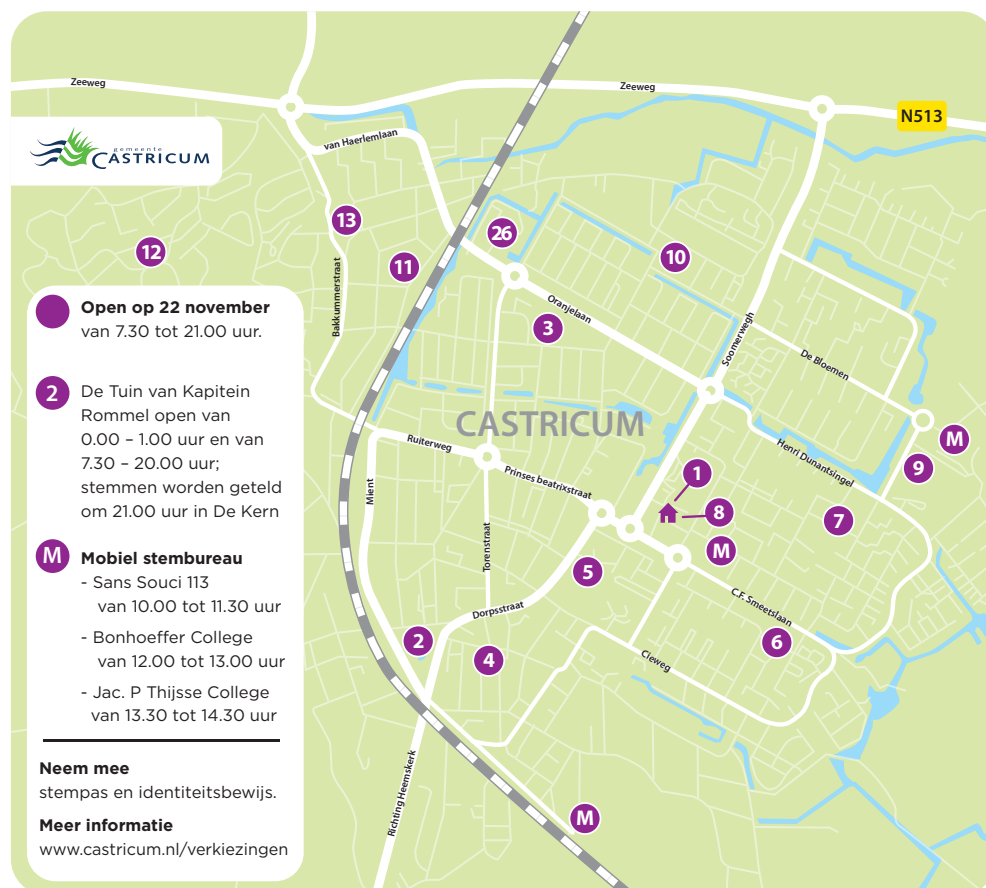 Zeeweg
Zeeweg
N513
gemeente
CASTRICUM
van Haerlemlaan
13
26
12
11
10
Bakkummerstraat
Oranjelaan
3
Soomerwegh
De Bloemen
CASTRICUM
Ruiterweg
Prinses beatrixstraat
Henri Dunantsingel
M
9
1
8
7
M
Mient
Torenstraat
5
Dorpsstraat
C.F. Smeetslaan
2
4
6
Cieweg
Richting Heemskerk
M
Open op 22 november
van 7.30 tot 21.00 uur.
2
De Tuin van Kapitein
Rommel open van
0.00 – 1.00 uur en van
7.30 – 20.00 uur;
stemmen worden geteld
om 21.00 uur in De Kern
M
Mobiel stembureau
- Sans Souci 113
van 10.00 tot 11.30 uur
- Bonhoeffer College
van 12.00 tot 13.00 uur
- Jac. P Thijsse College
van 13.30 tot 14.30 uur
Neem mee
stempas en identiteitsbewijs.
Meer informatie
www.castricum.nl/verkiezingen